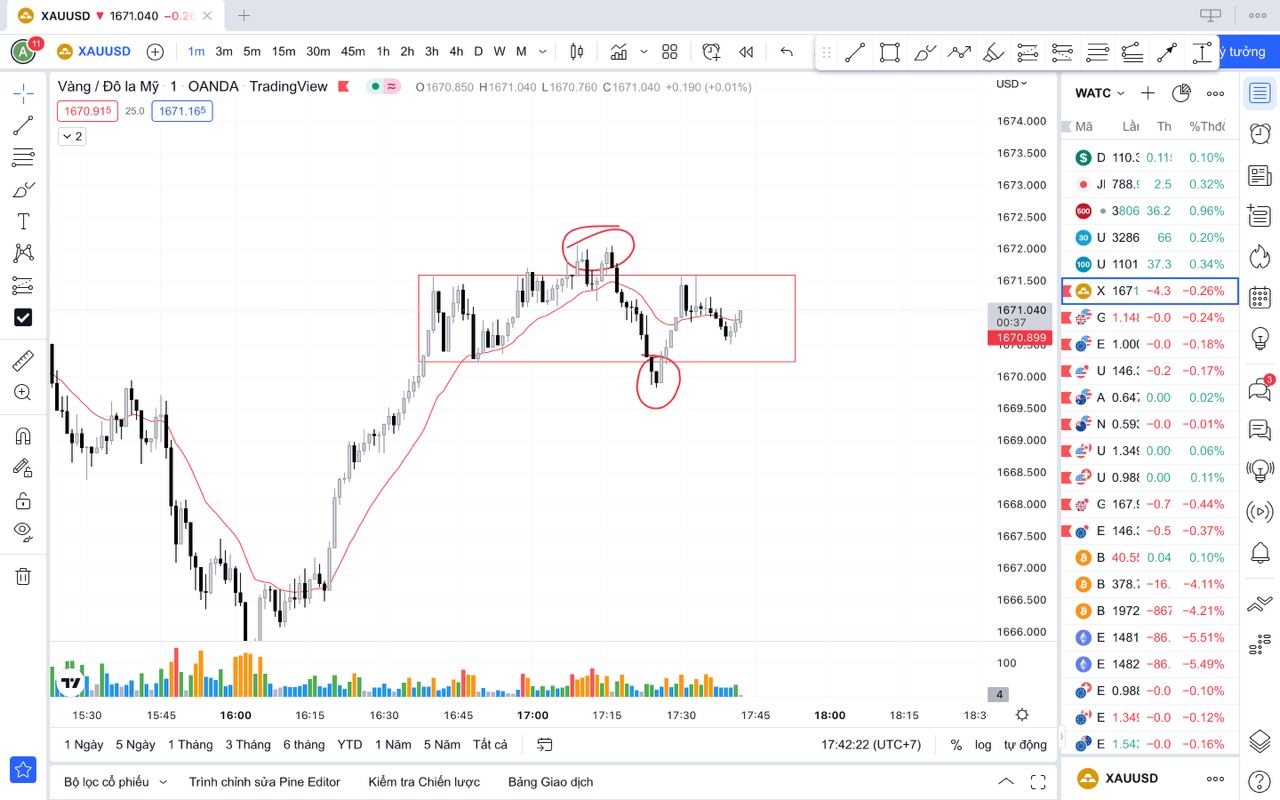 XAUUSD ▼ 1671.040 −0.26
A 11 XAUUSD 1m 3m 5m 15m 30m 45m 1h 2h 3h 4h D W M ý tưởng
Vàng / Đô la Mỹ · 1 · OANDA · TradingView O1670.850 H1671.040 L1670.760 C1671.040 +0.190 (+0.01%)
1670.915 25.0 1671.165
2
USD
1674.000
1673.500
1673.000
1672.500
1672.000
1671.500
1671.040
00:37
1670.899
1670.500
1670.000
1669.500
1669.000
1668.500
1668.000
1667.500
1667.000
1666.500
1666.000
100
4
15:30 15:45 16:00 16:15 16:30 16:45 17:00 17:15 17:30 17:45 18:00 18:15 18:3
1 Ngày 5 Ngày 1 Tháng 3 Tháng 6 tháng YTD 1 Năm 5 Năm Tất cả 17:42:22 (UTC+7) % log tự động
Bộ lọc cổ phiếu Trình chỉnh sửa Pine Editor Kiểm tra Chiến lược Bảng Giao dịch
WATC
Mã Lần Th %Thđổ
D 110.3 0.11 0.10%
788.9 2.5 0.32%
500 3806 36.2 0.96%
30 U 3286 66 0.20%
100 U 1101 37.3 0.34%
X 1671 −4.3 −0.26%
G 1.148 −0.0 −0.24%
E 1.000 −0.0 −0.18%
U 146. −0.2 −0.17%
A 0.647 0.00 0.02%
N 0.592 −0.0 −0.01%
U 1.349 0.00 0.06%
U 0.988 0.00 0.11%
G 167.9 −0.7 −0.44%
E 146. −0.5 −0.37%
B 40.55 0.04 0.10%
B 378. −16. −4.11%
B 1972 −867 −4.21%
E 1481 −86. −5.51%
E 1482 −86. −5.49%
E 0.988 −0.0 −0.10%
E 1.349 −0.0 −0.12%
E 1.542 −0.0 −0.16%
XAUUSD
3